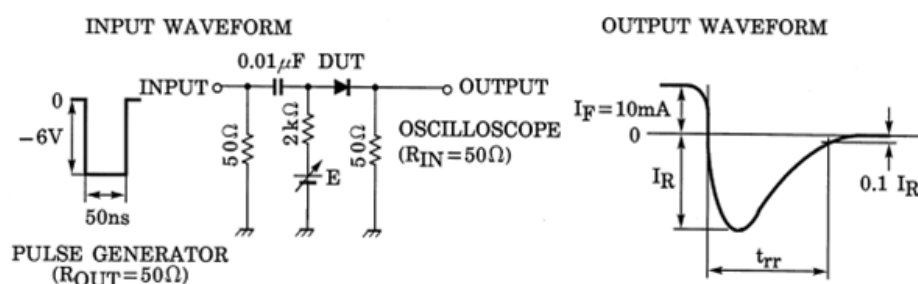 INPUT WAVEFORM
OUTPUT WAVEFORM
0.01μF DUT
INPUT
OUTPUT
0
-6V
50ns
50Ω
2kΩ
E
50Ω
OSCILLOSCOPE
(RIN=50Ω)
PULSE GENERATOR
(ROUT=50Ω)
IF=10mA
0
IR
0.1 IR
trr